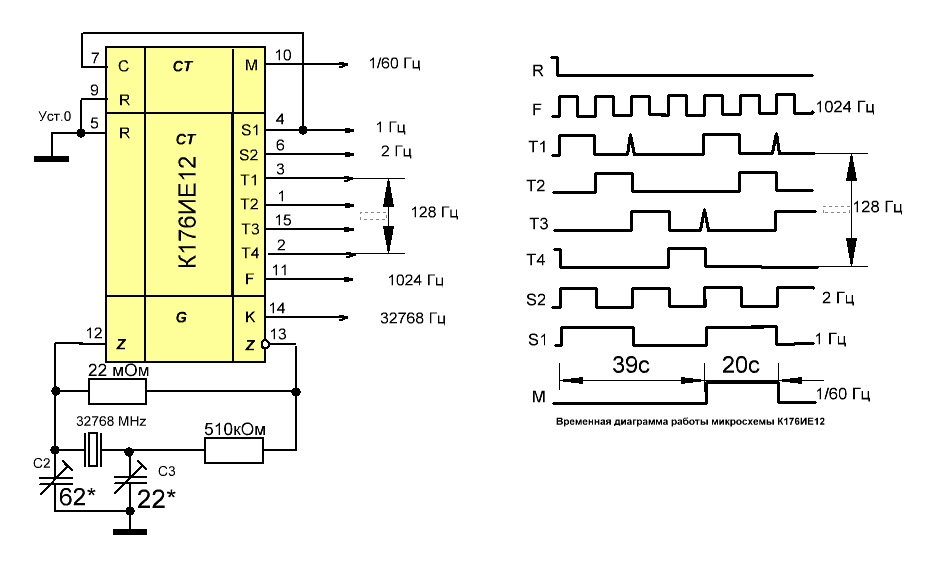 7
C
CT
M
10
1/60 Гц
9
R
Уст.0
5
R
CT
S1
4
1 Гц
S2
6
2 Гц
К176ИЕ12
T1
3
T2
1
128 Гц
T3
15
T4
2
F
11
1024 Гц
G
K
14
32768 Гц
12
Z
Z
13
22 мОм
32768 MHz
510кОм
C2
62*
C3
22*
R
F
1024 Гц
T1
T2
128 Гц
T3
T4
S2
2 Гц
S1
1 Гц
39с
20с
M
1/60 Гц
Временная диаграмма работы микросхемы К176ИЕ12